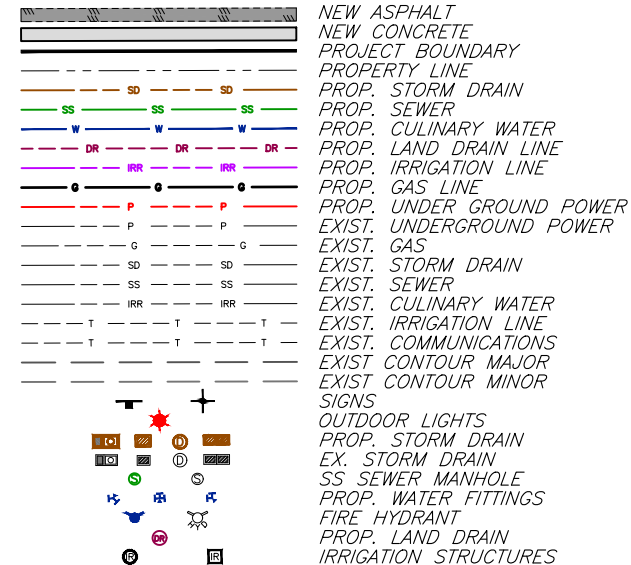 NEW ASPHALT
NEW CONCRETE
PROJECT BOUNDARY
PROPERTY LINE
SD SD PROP. STORM DRAIN
SS SS SS PROP. SEWER
W W W PROP. CULINARY WATER
DR DR DR PROP. LAND DRAIN LINE
IRR IRR PROP. IRRIGATION LINE
G G G PROP. GAS LINE
P P PROP. UNDER GROUND POWER
P P EXIST. UNDERGROUND POWER
G G EXIST. GAS
SD SD EXIST. STORM DRAIN
SS SS EXIST. SEWER
IRR IRR EXIST. CULINARY WATER
T T T EXIST. IRRIGATION LINE
T T T EXIST. COMMUNICATIONS
EXIST CONTOUR MAJOR
EXIST CONTOUR MINOR
SIGNS
OUTDOOR LIGHTS
D PROP. STORM DRAIN
D EX. STORM DRAIN
S S SS SEWER MANHOLE
PROP. WATER FITTINGS
FIRE HYDRANT
DR PROP. LAND DRAIN
IR IR IRRIGATION STRUCTURES